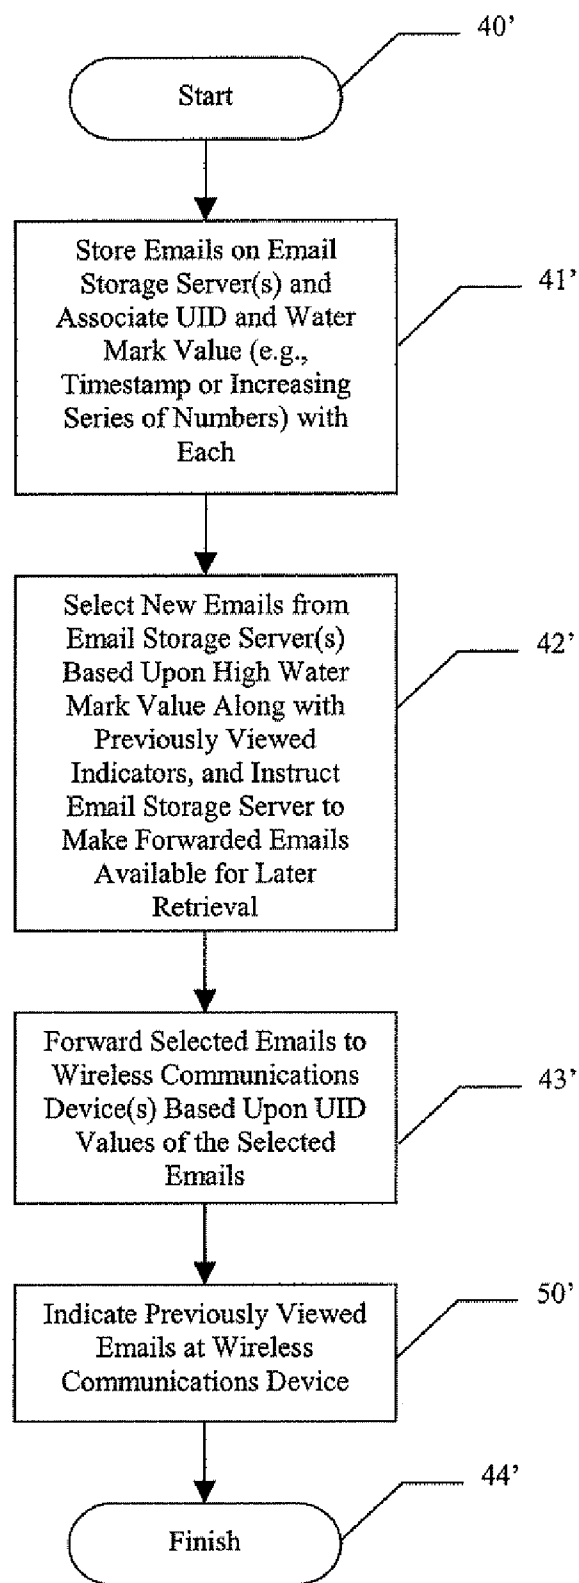 40’
Start
Store Emails on Email
Storage Server(s) and
Associate UID and Water
Mark Value (e.g.,
Timestamp or Increasing
Series of Numbers) with
Each
41’
Select New Emails from
Email Storage Server(s)
Based Upon High Water
Mark Value Along with
Previously Viewed
Indicators, and Instruct
Email Storage Server to
Make Forwarded Emails
Available for Later
Retrieval
42’
Forward Selected Emails to
Wireless Communications
Device(s) Based Upon UID
Values of the Selected
Emails
43’
Indicate Previously Viewed
Emails at Wireless
Communications Device
50’
Finish
44’